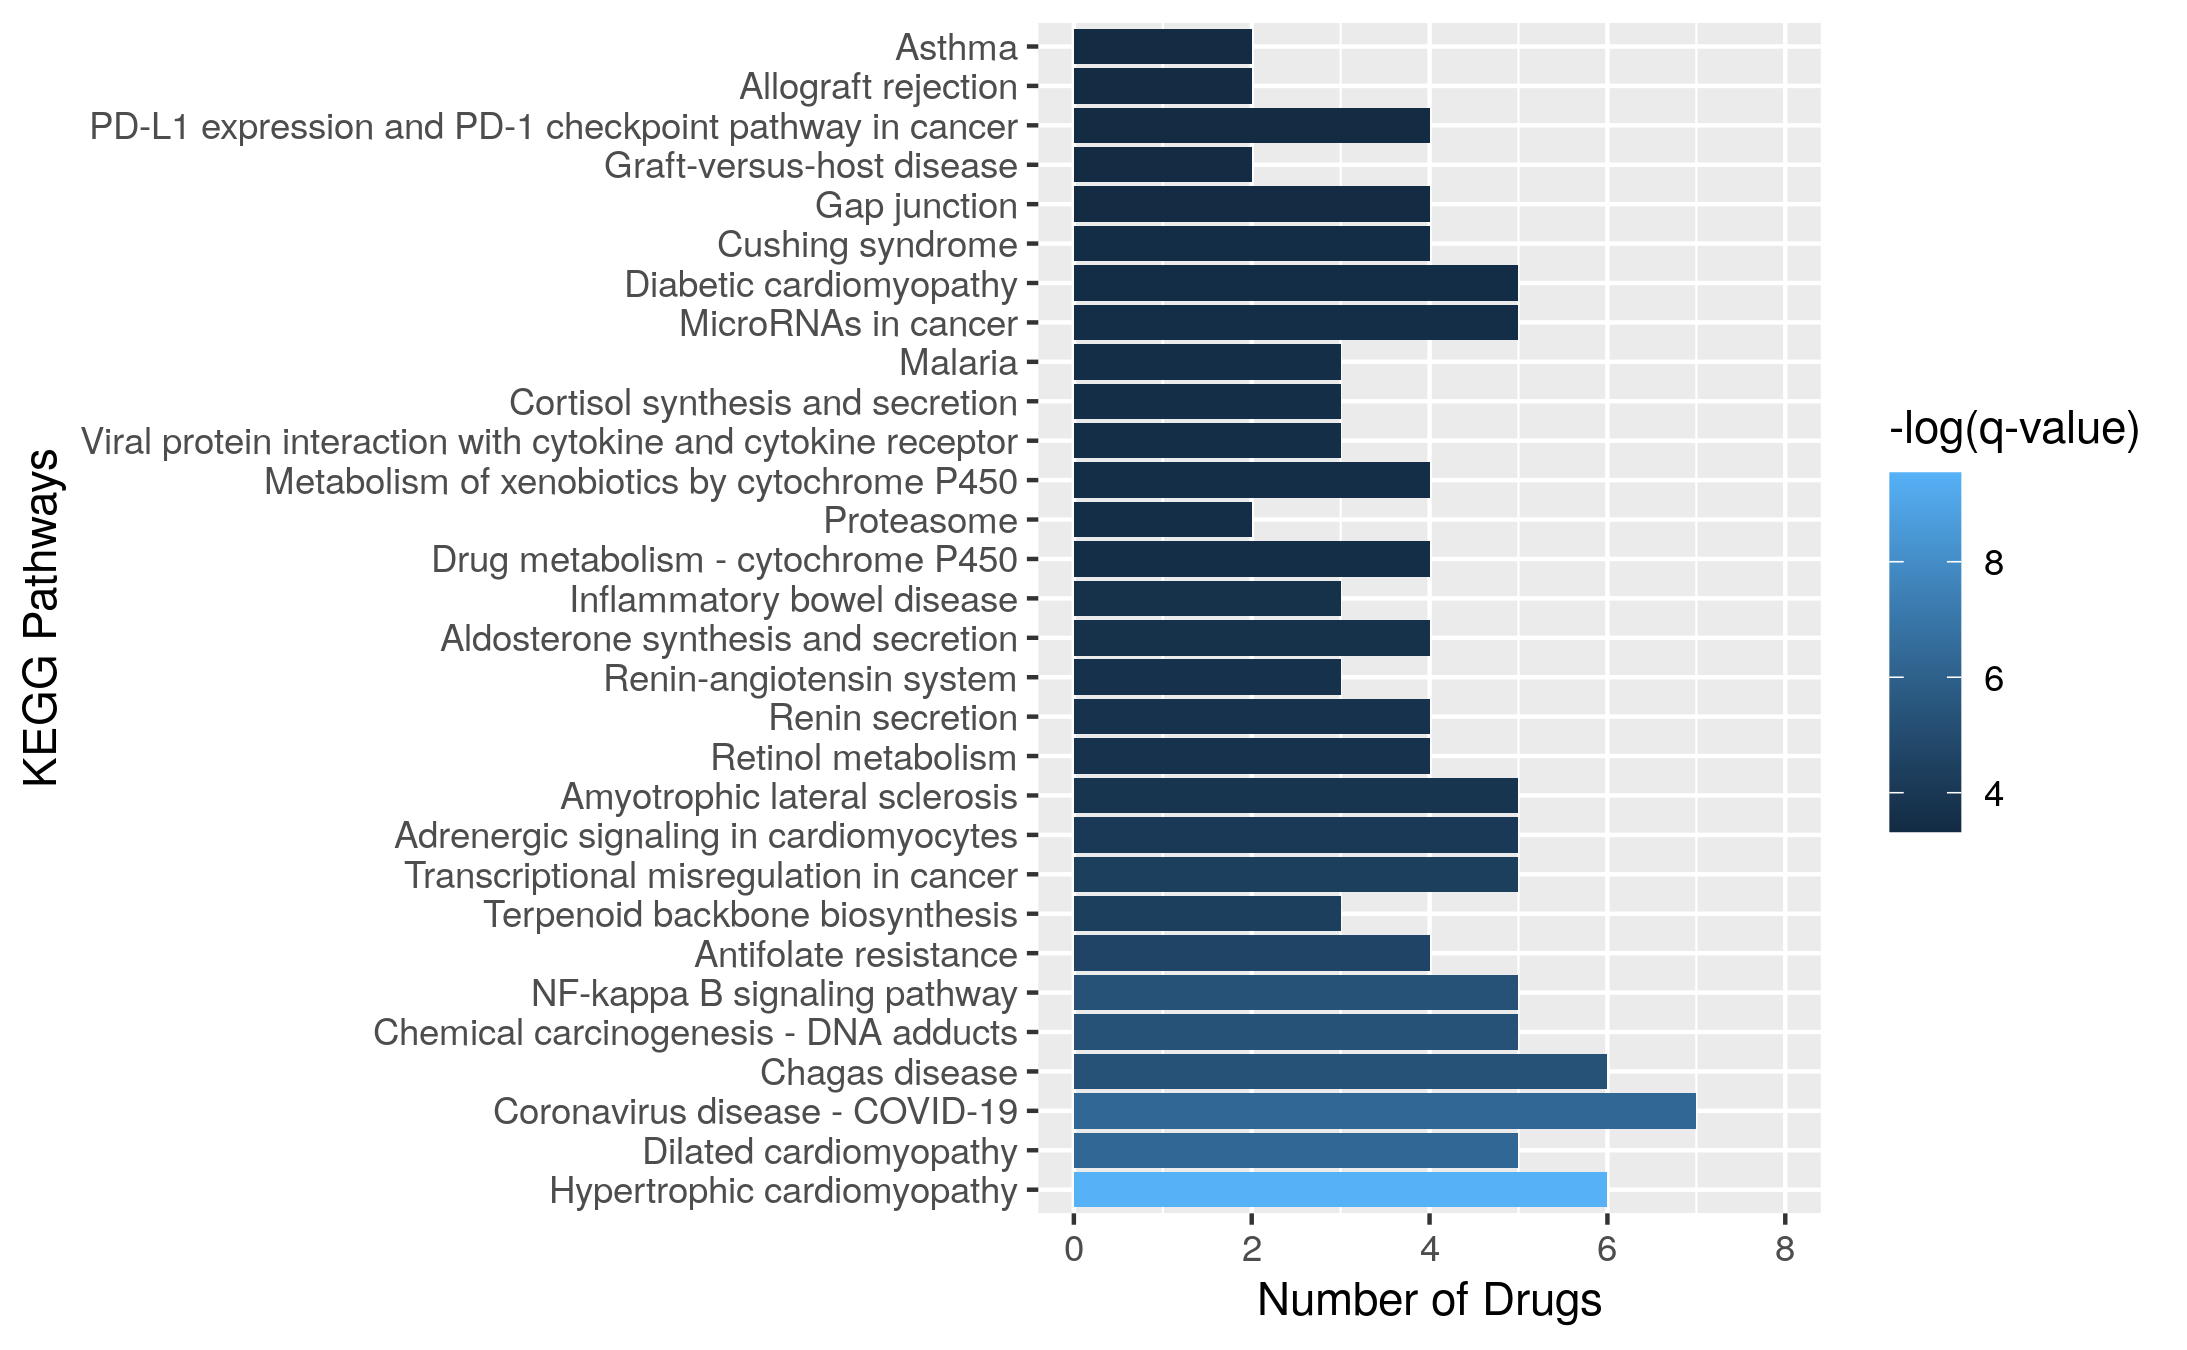 Asthma
Allograft rejection
PD-L1 expression and PD-1 checkpoint pathway in cancer
Graft-versus-host disease
Gap junction
Cushing syndrome
Diabetic cardiomyopathy
MicroRNAs in cancer
Malaria
Cortisol synthesis and secretion
Viral protein interaction with cytokine and cytokine receptor
Metabolism of xenobiotics by cytochrome P450
Proteasome
Drug metabolism - cytochrome P450
Inflammatory bowel disease
Aldosterone synthesis and secretion
Renin-angiotensin system
Renin secretion
Retinol metabolism
Amyotrophic lateral sclerosis
Adrenergic signaling in cardiomyocytes
Transcriptional misregulation in cancer
Terpenoid backbone biosynthesis
Antifolate resistance
NF-kappa B signaling pathway
Chemical carcinogenesis - DNA adducts
Chagas disease
Coronavirus disease - COVID-19
Dilated cardiomyopathy
Hypertrophic cardiomyopathy
KEGG Pathways
0 2 4 6 8
Number of Drugs
-log(q-value)
8
6
4